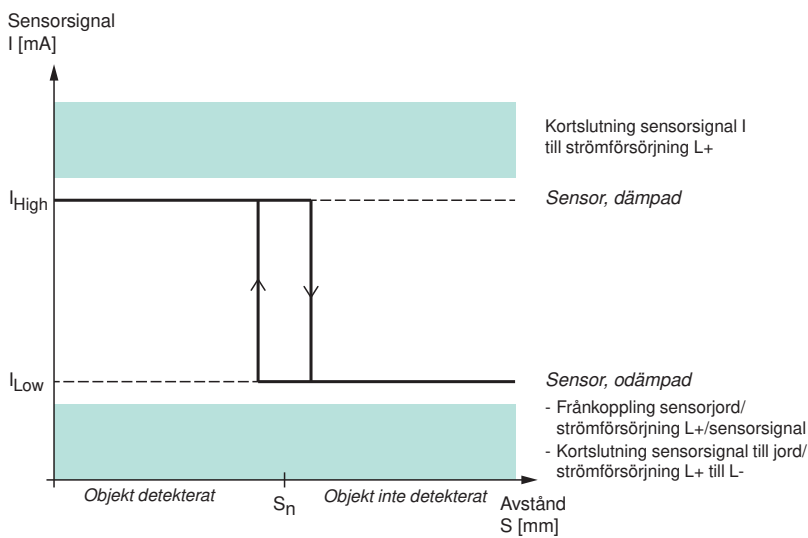 Sensorsignal
I [mA]
Kortslutning sensorsignal I
till strömförsörjning L+
IHigh
Sensor, dämpad
ILow
Sensor, odämpad
- Frånkoppling sensorjord/
strömförsörjning L+/sensorsignal
- Kortslutning sensorsignal till jord/
strömförsörjning L+ till L-
Objekt detekterat
Sn
Objekt inte detekterat
Avstånd
S [mm]